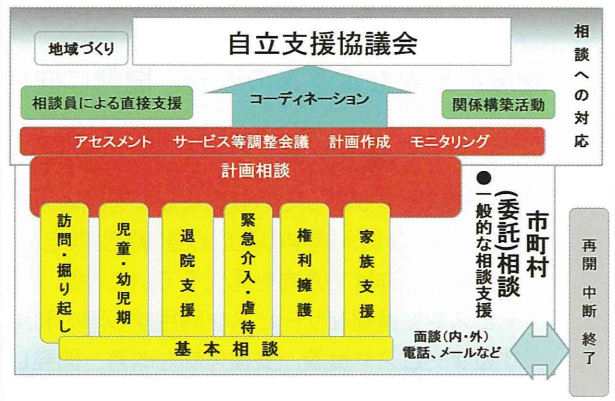 地域づくり
自立支援協議会
相談への対応
相談員による直接支援
コーディネーション
関係構築活動
アセスメント サービス等調整会議 計画作成 モニタリング
計画相談
訪問・掘り起し
児童・幼児期
退院支援
緊急介入・虐待
権利擁護
家族支援
基本相談
●一般的な相談支援
(委託)相談
市町村
面談(内・外)
電話、メールなど
再開 中断 終了